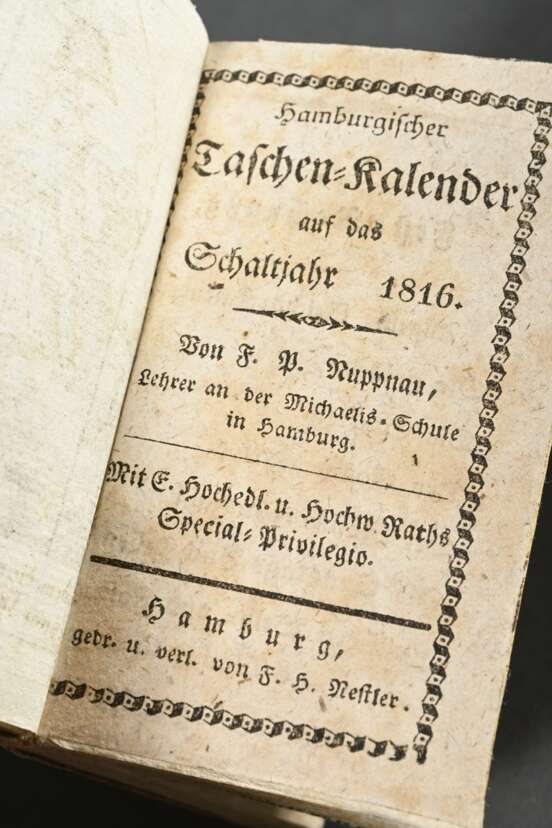 Hamburgischer
Taschen-Kalender
auf das
Schaltjahr 1816.
Von F. P. Nuppnau,
Lehrer an der Michaelis-Schule
in Hamburg.
Mit E. Hochedl. u. Hochw. Raths
Special-Privilegio.
Hamburg,
gedr. u. verl. von F. H. Nestler.